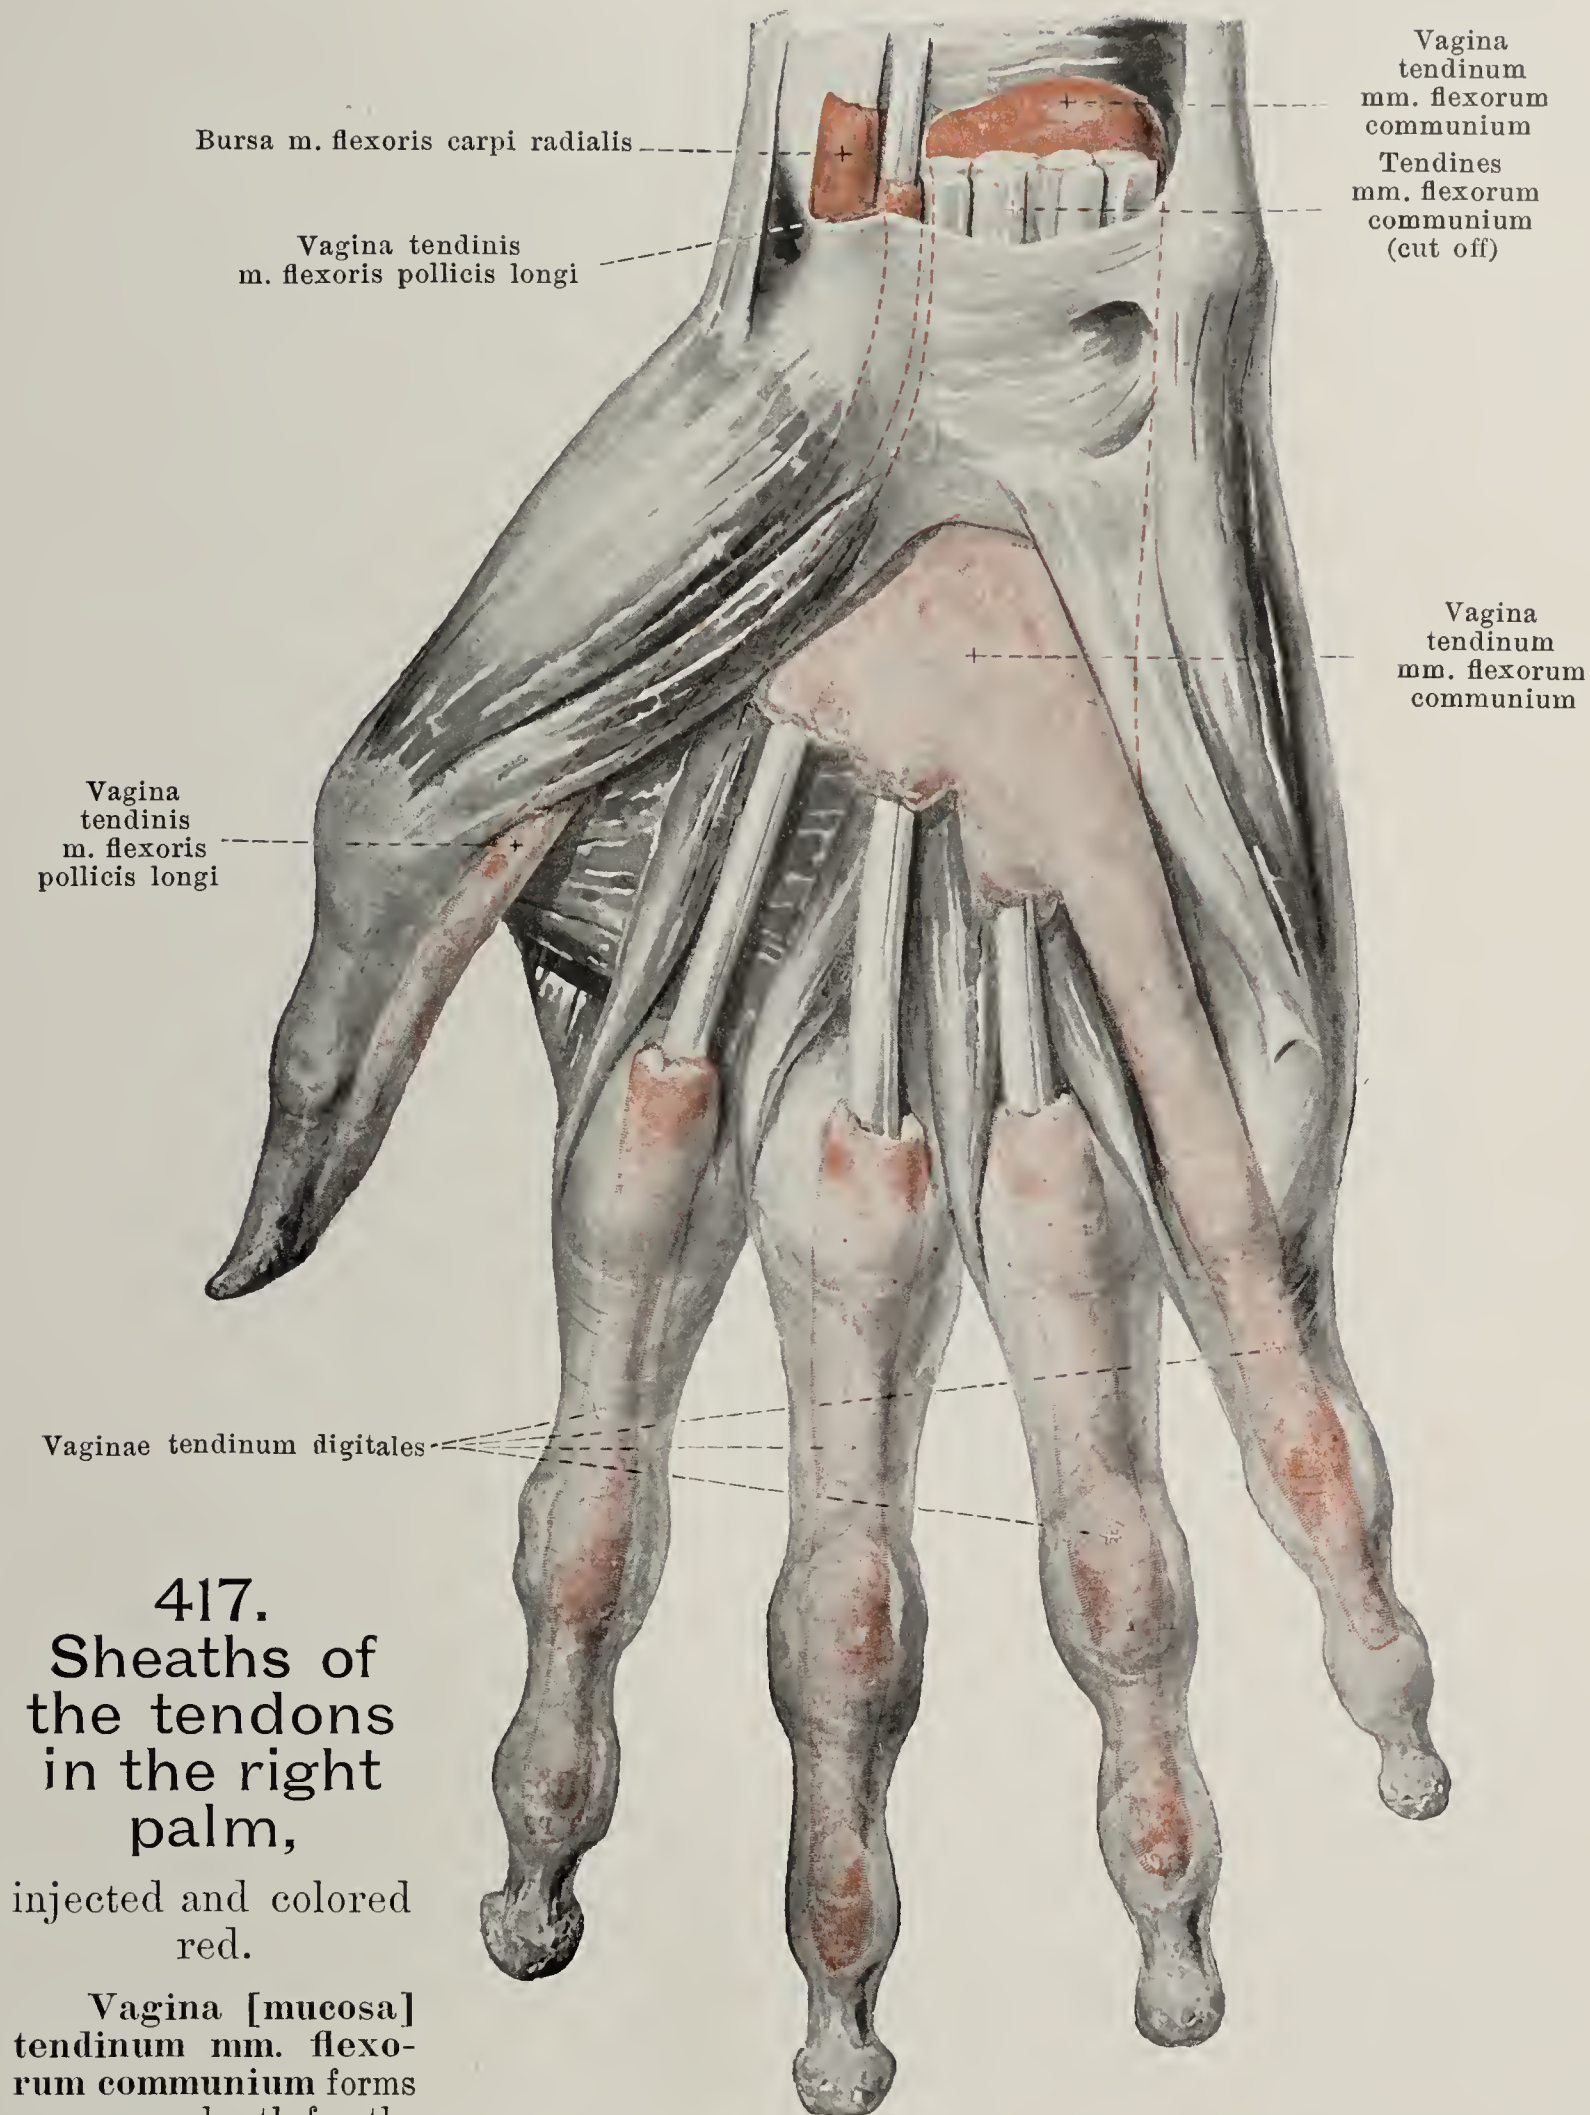 Vagina
tendinum
mm. flexorum
communium
Bursa m. flexoris carpi radialis
Tendines
mm. flexorum
communium
(cut off)
Vagina tendinis
m. flexoris pollicis longi
Vagina
tendinum
mm. flexorum
communium
Vagina
tendinis
m. flexoris
pollicis longi
Vaginae tendinum digitales
417.
Sheaths of
the tendons
in the right
palm,
injected and colored
red.
Vagina [mucosa]
tendinum mm. flexo-
rum communium forms